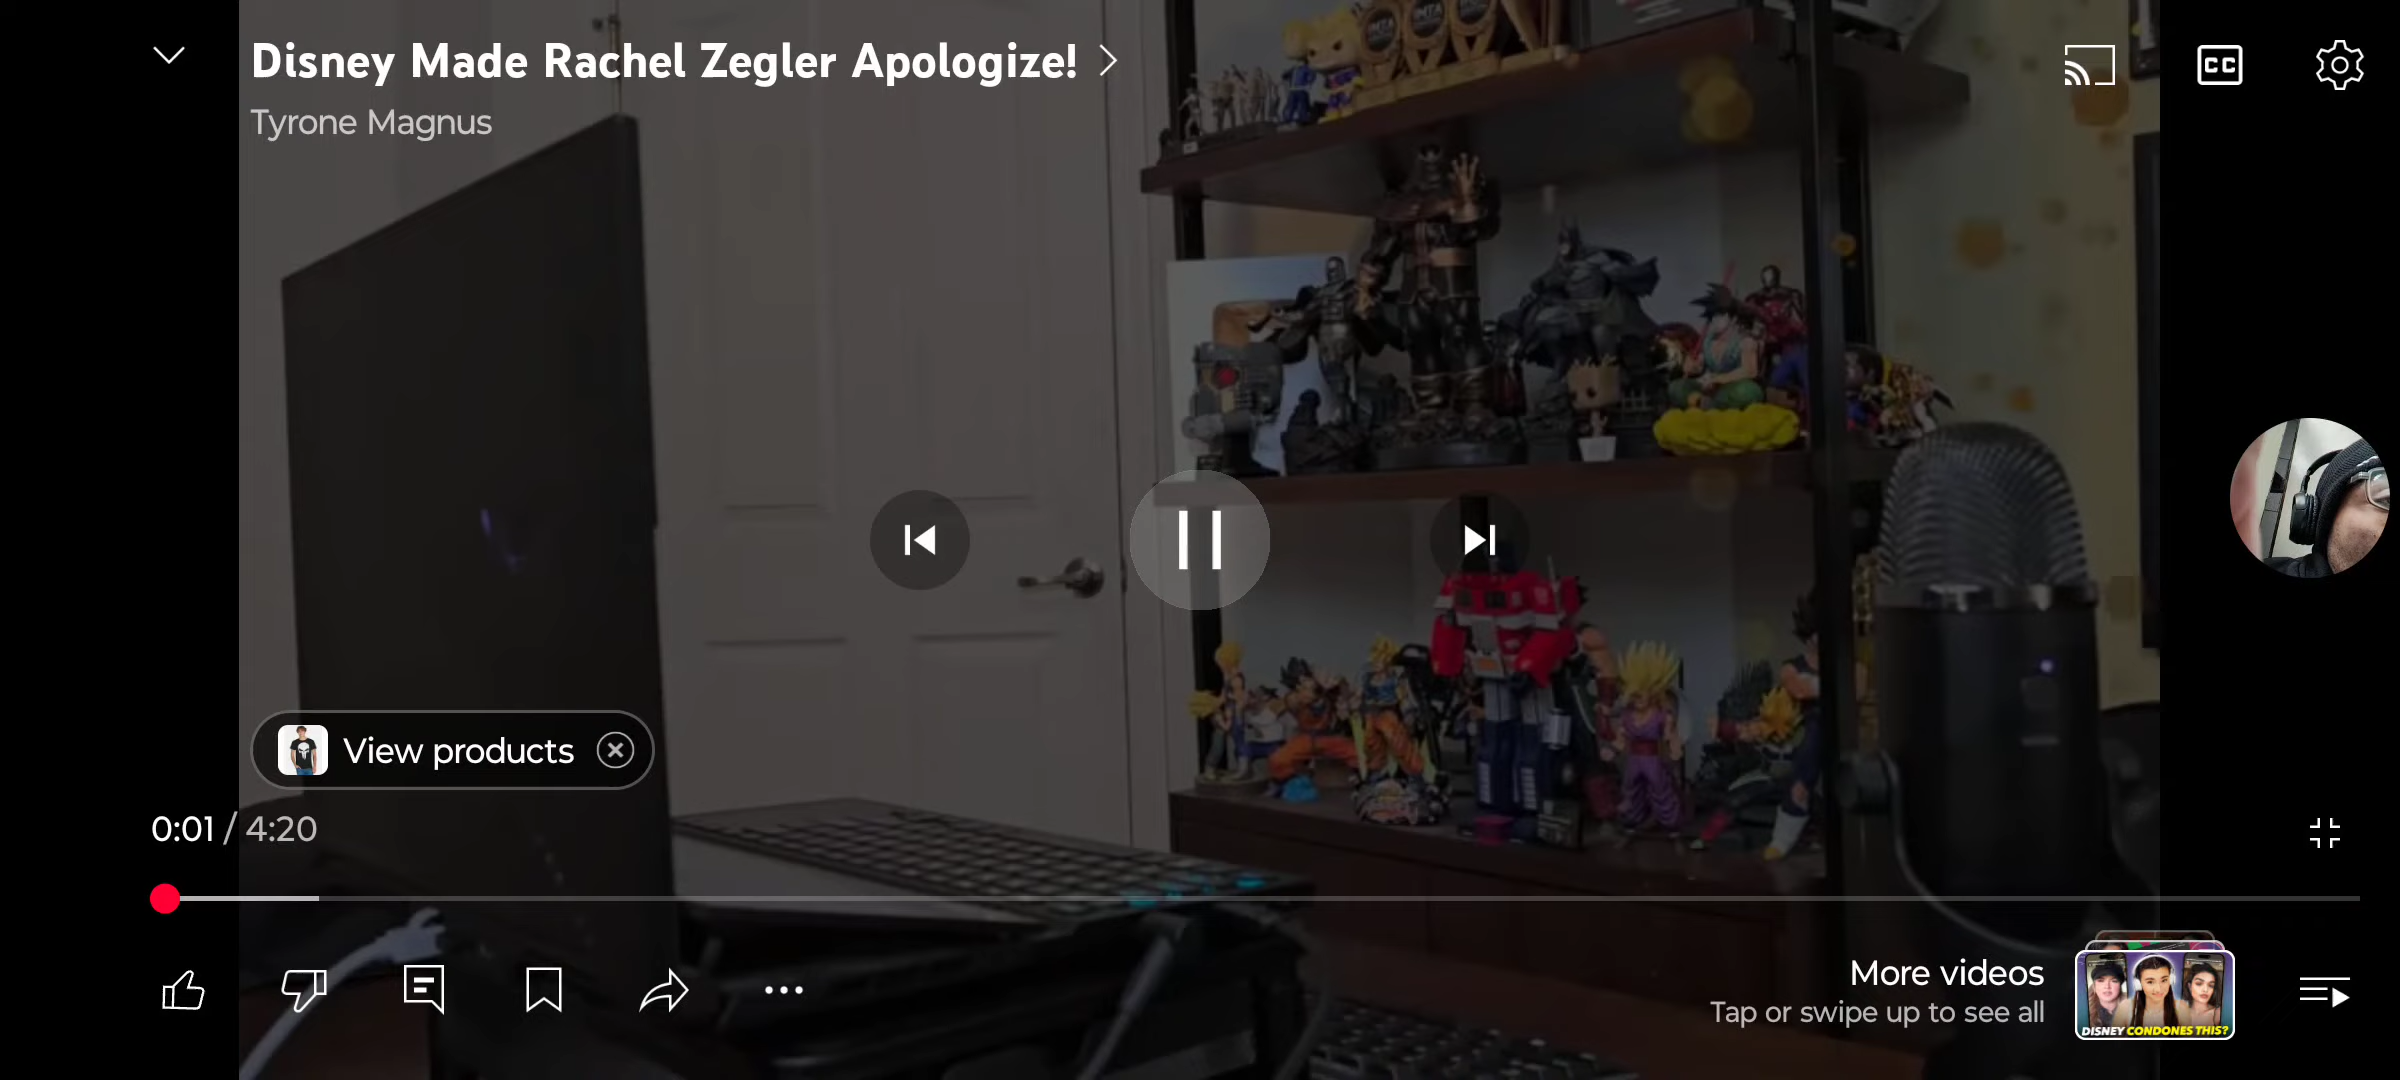 Disney Made Rachel Zegler Apologize!
Tyrone Magnus
CC
View products
0:01 / 4:20
More videos
Tap or swipe up to see all
DISNEY CONDONES THIS?